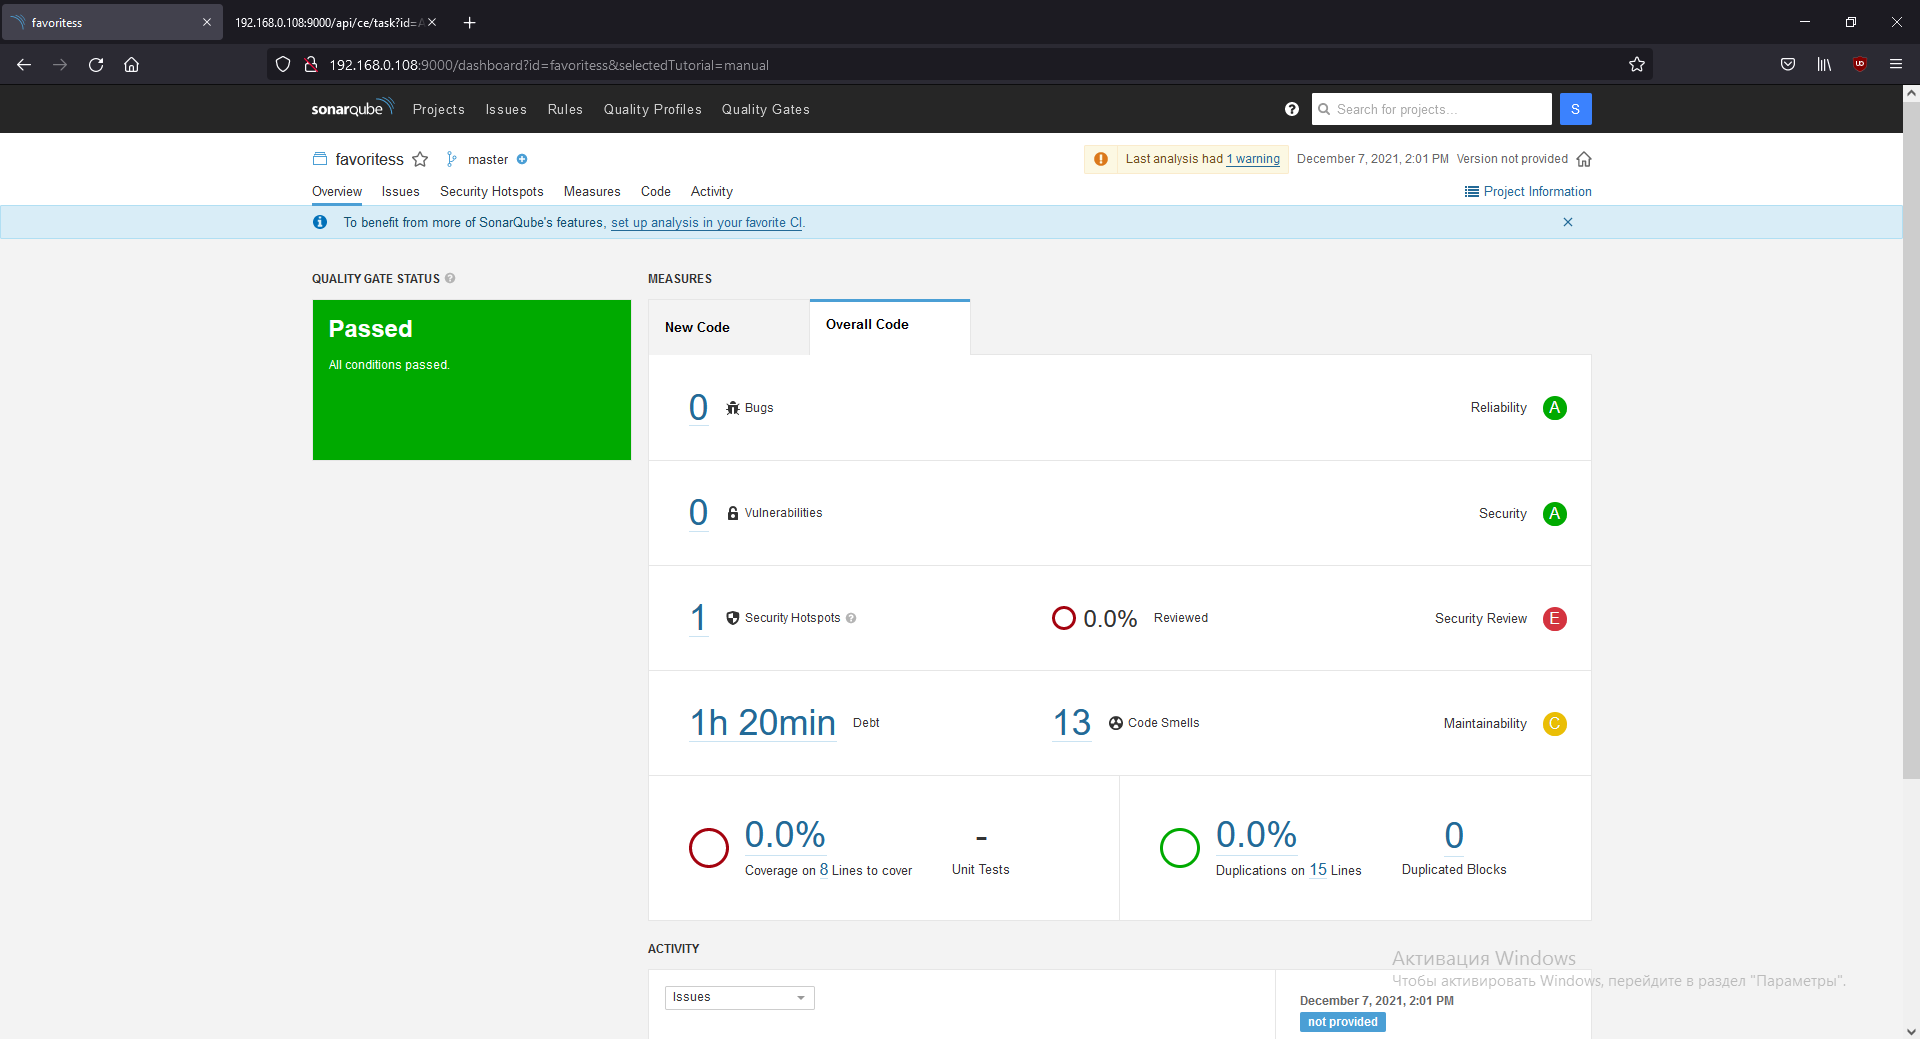 favoritess
192.168.0.108:9000/api/ce/task?id=A
192.168.0.108:9000/dashboard?id=favoritess&selectedTutorial=manual
sonarqube Projects Issues Rules Quality Profiles Quality Gates
Search for projects...
S
favoritess master
Last analysis had 1 warning December 7, 2021, 2:01 PM Version not provided
Overview Issues Security Hotspots Measures Code Activity
Project Information
To benefit from more of SonarQube's features, set up analysis in your favorite CI.
QUALITY GATE STATUS
Passed
All conditions passed.
MEASURES
New Code
Overall Code
0 Bugs
Reliability A
0 Vulnerabilities
Security A
1 Security Hotspots
0.0% Reviewed
Security Review E
1h 20min Debt
13 Code Smells
Maintainability C
0.0%
Coverage on 8 Lines to cover
-
Unit Tests
0.0%
Duplications on 15 Lines
0
Duplicated Blocks
ACTIVITY
Issues
December 7, 2021, 2:01 PM
not provided
Активация Windows
Чтобы активировать Windows, перейдите в раздел "Параметры".